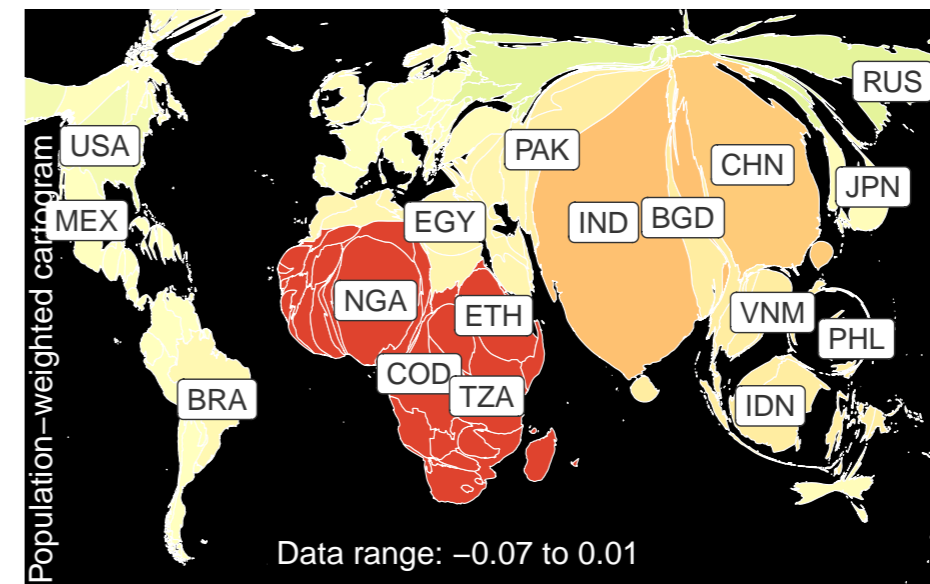 RUS
PAK
CHN
USA
JPN
MEX
EGY
IND
BGD
NGA
ETH
VNM
PHL
COD
TZA
BRA
IDN
Population−weighted cartogram
Data range: −0.07 to 0.01